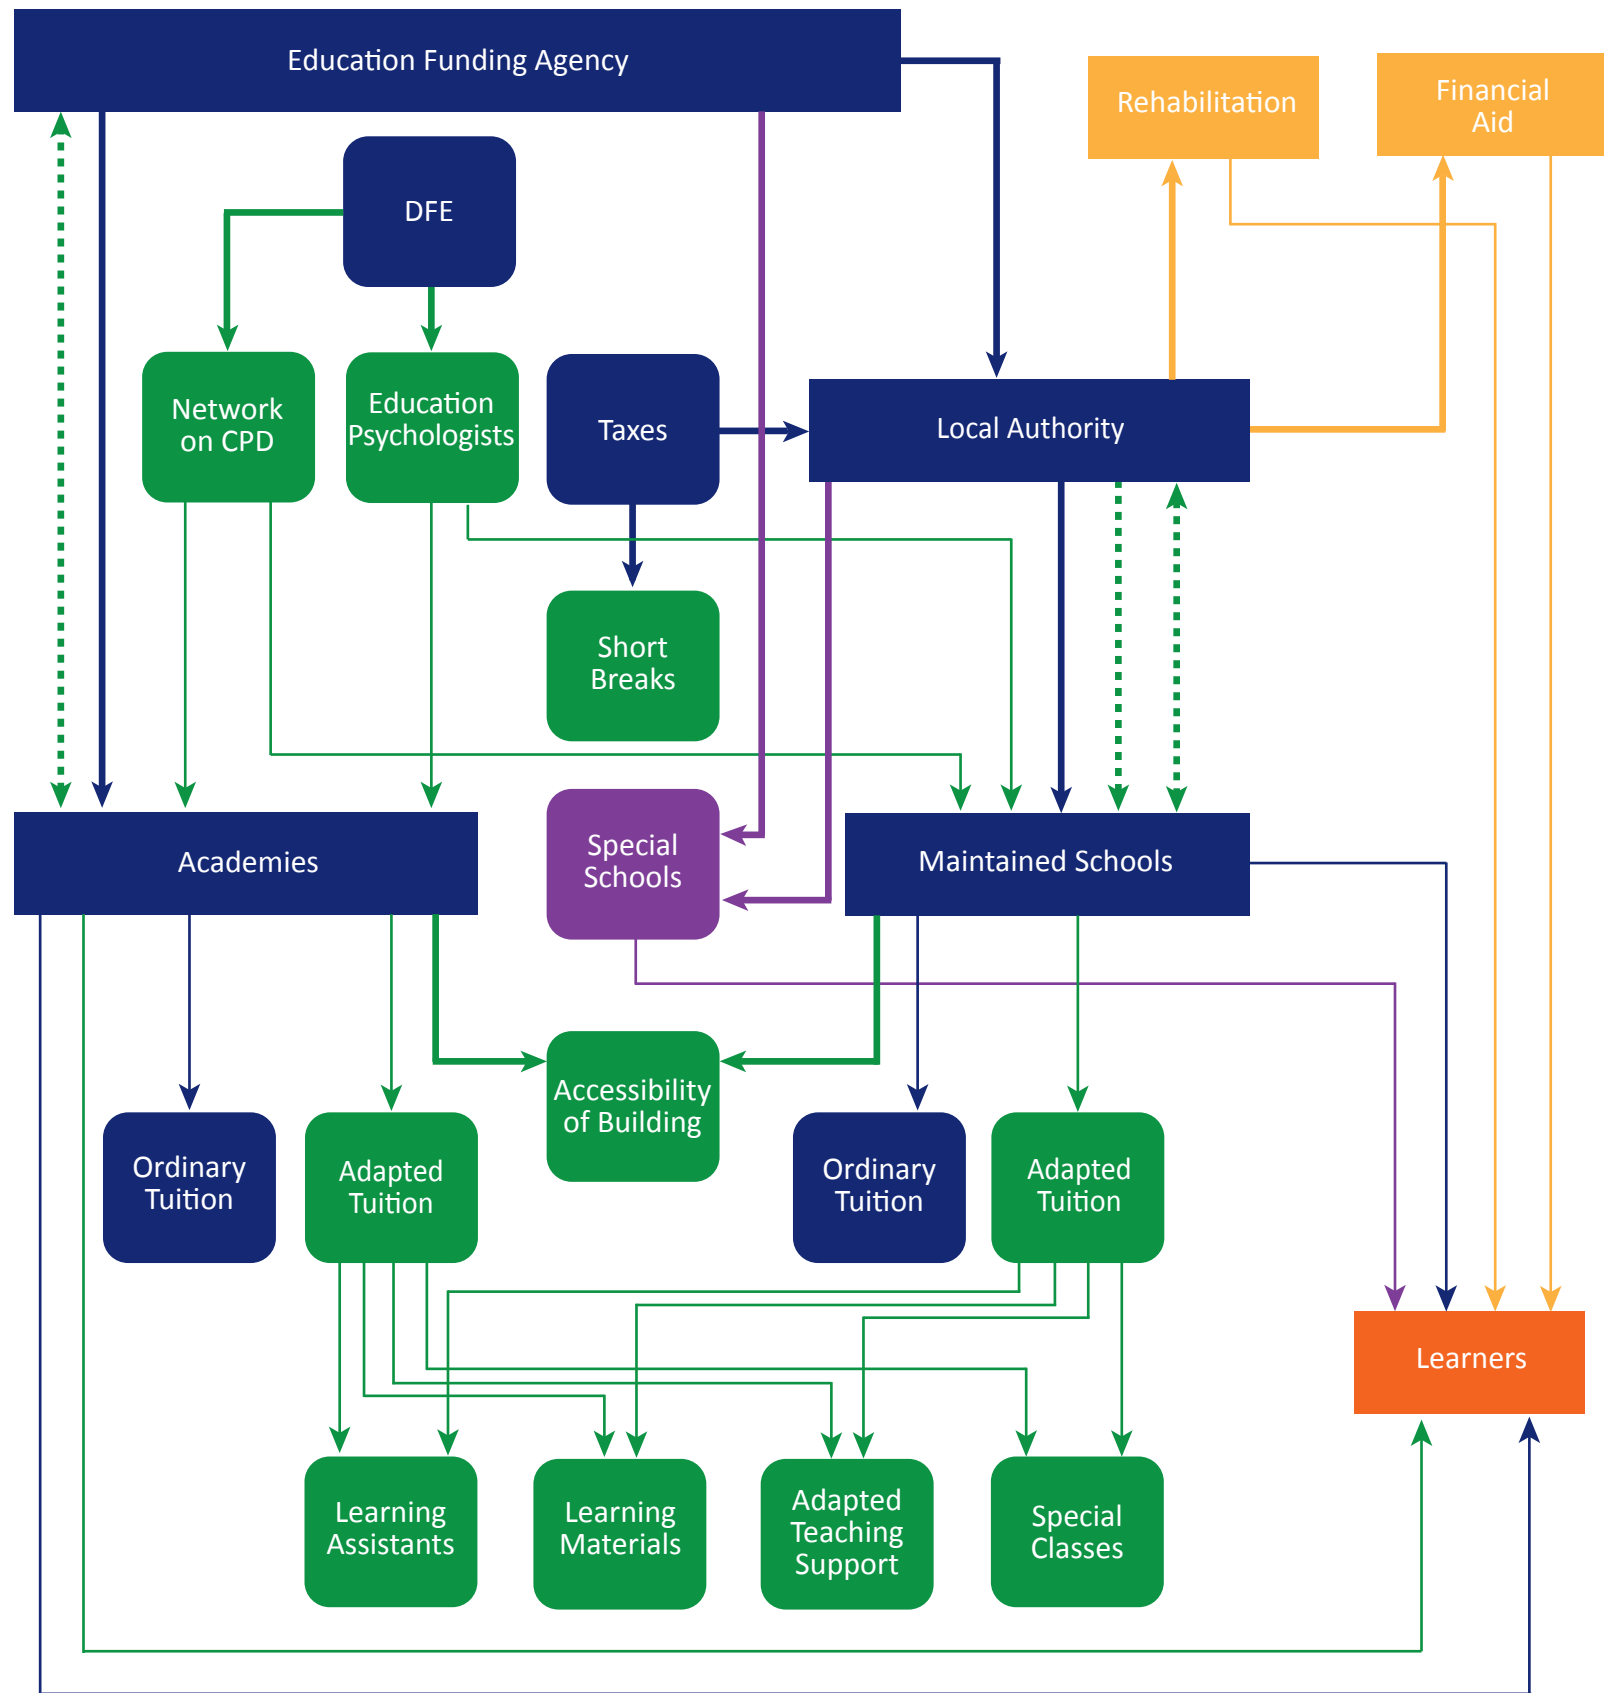 Education Funding Agency
Rehabilitation
Financial
Aid
DFE
Network
on CPD
Education
Psychologists
Taxes
Local Authority
Short
Breaks
Academies
Special
Schools
Maintained Schools
Accessibility
of Building
Ordinary
Tuition
Adapted
Tuition
Ordinary
Tuition
Adapted
Tuition
Learners
Learning
Assistants
Learning
Materials
Adapted
Teaching
Support
Special
Classes